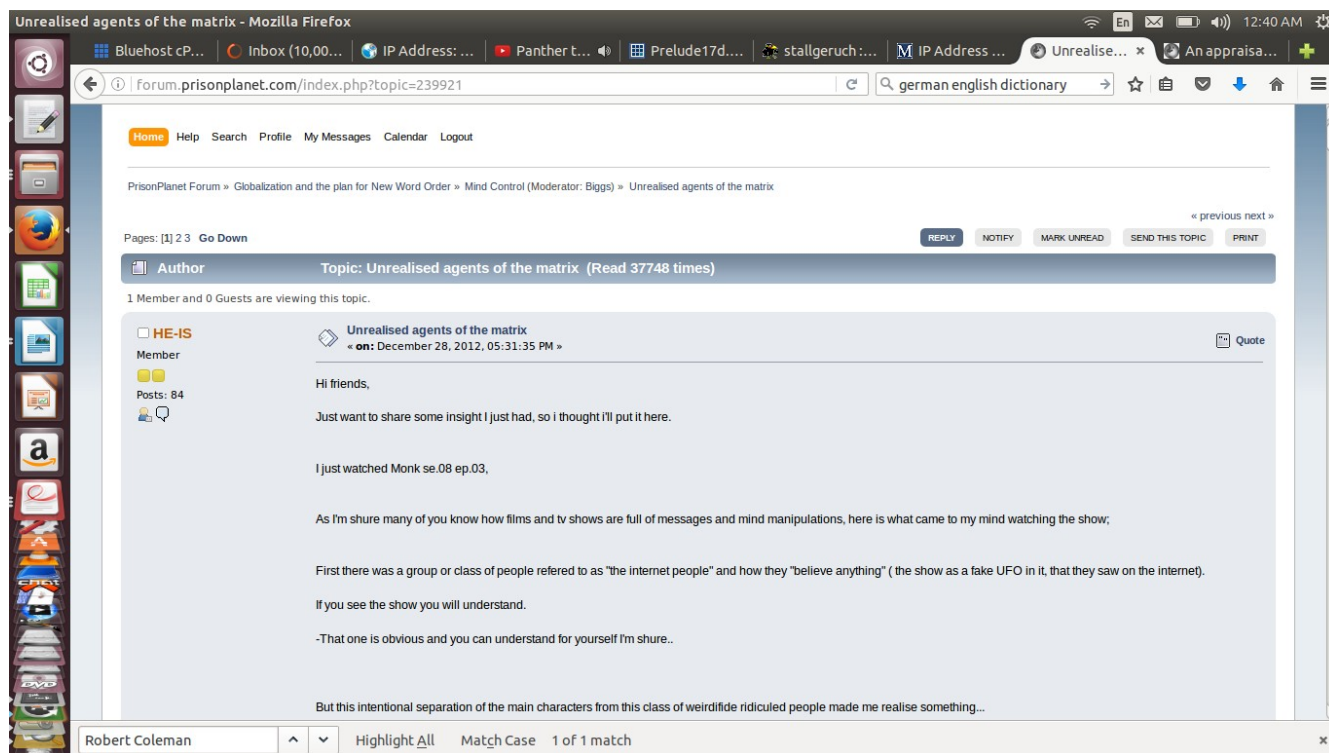 Unrealised agents of the matrix - Mozilla Firefox
En
12:40 AM
Bluehost cP...
Inbox (10,00...
IP Address: ...
Panther t...
Prelude17d....
stallgeruch :...
IP Address ...
Unrealise...
An appraisa...
forum.prisonplanet.com/index.php?topic=239921
german english dictionary
Home Help Search Profile My Messages Calendar Logout
PrisonPlanet Forum » Globalization and the plan for New Word Order » Mind Control (Moderator: Biggs) » Unrealised agents of the matrix
« previous next »
Pages: [1] 2 3 Go Down
REPLY NOTIFY MARK UNREAD SEND THIS TOPIC PRINT
Author Topic: Unrealised agents of the matrix (Read 37748 times)
1 Member and 0 Guests are viewing this topic.
HE-IS
Member
Posts: 84
Unrealised agents of the matrix
« on: December 28, 2012, 05:31:35 PM »
Quote
Hi friends,
Just want to share some insight I just had, so i thought i'll put it here.
I just watched Monk se.08 ep.03,
As I'm shure many of you know how films and tv shows are full of messages and mind manipulations, here is what came to my mind watching the show;
First there was a group or class of people refered to as "the internet people" and how they "believe anything" ( the show as a fake UFO in it, that they saw on the internet).
If you see the show you will understand.
-That one is obvious and you can understand for yourself I'm shure..
But this intentional separation of the main characters from this class of weirdifide ridiculed people made me realise something...
a
DVD
Robert Coleman
Highlight All Match Case 1 of 1 match